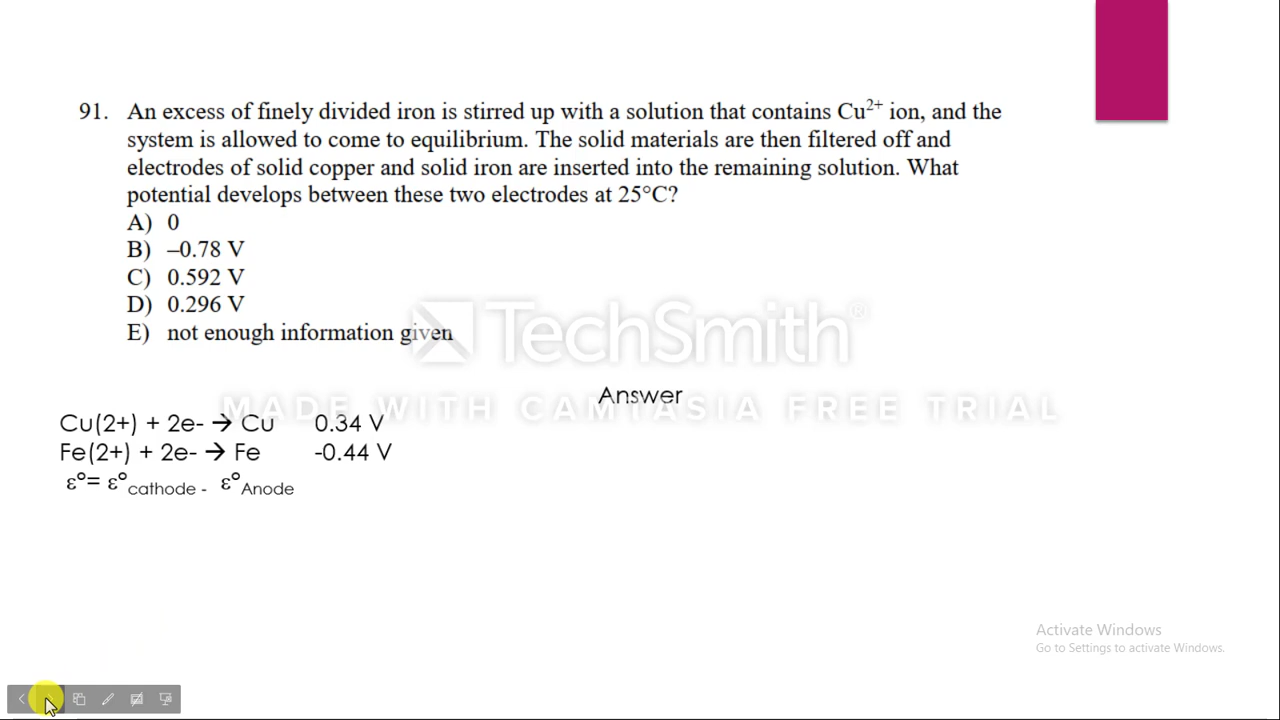 91. An excess of finely divided iron is stirred up with a solution that contains Cu²⁺ ion, and the
system is allowed to come to equilibrium. The solid materials are then filtered off and
electrodes of solid copper and solid iron are inserted into the remaining solution. What
potential develops between these two electrodes at 25°C?
A) 0
B) –0.78 V
C) 0.592 V
D) 0.296 V
E) not enough information given
TechSmith®
MADE WITH CAMTASIA FREE TRIAL
Answer
Cu(2+) + 2e- → Cu 0.34 V
Fe(2+) + 2e- → Fe -0.44 V
ε°= ε°cathode - ε°Anode
Activate Windows
Go to Settings to activate Windows.